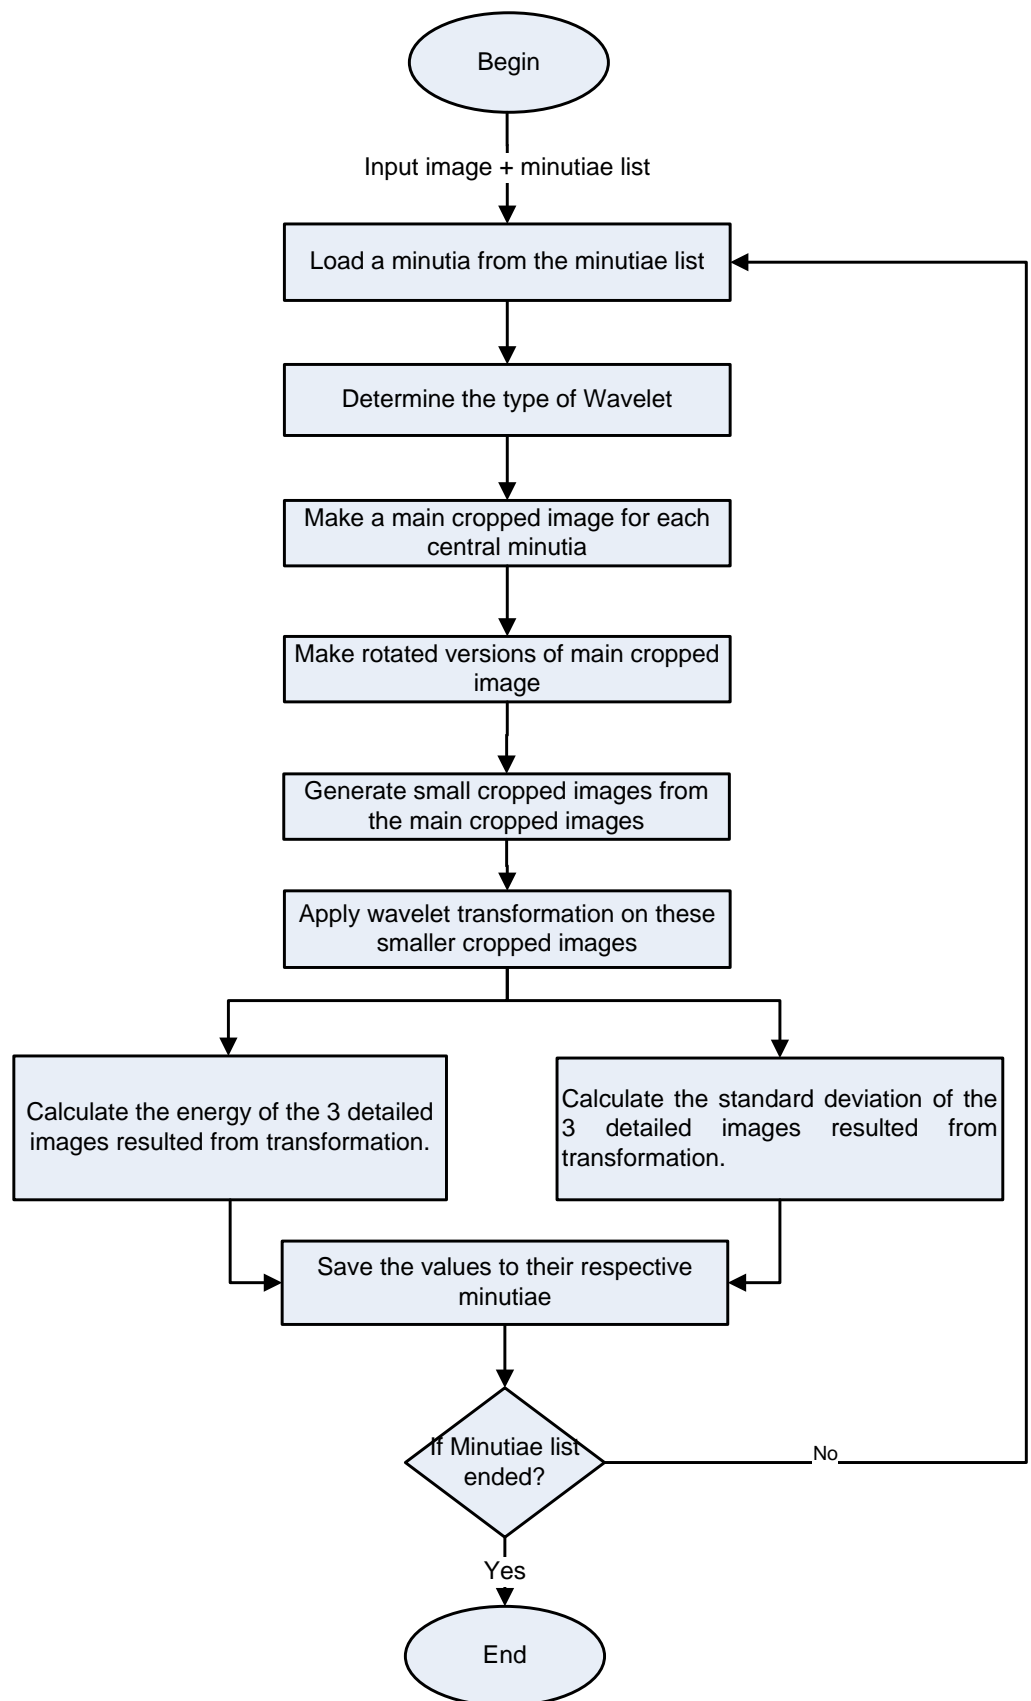 Begin
Input image + minutiae list
Load a minutia from the minutiae list
Determine the type of Wavelet
Make a main cropped image for each
central minutia
Make rotated versions of main cropped
image
Generate small cropped images from
the main cropped images
Apply wavelet transformation on these
smaller cropped images
Calculate the energy of the 3 detailed
images resulted from transformation.
Calculate the standard deviation of the
3 detailed images resulted from
transformation.
Save the values to their respective
minutiae
If Minutiae list
ended?
No
Yes
End